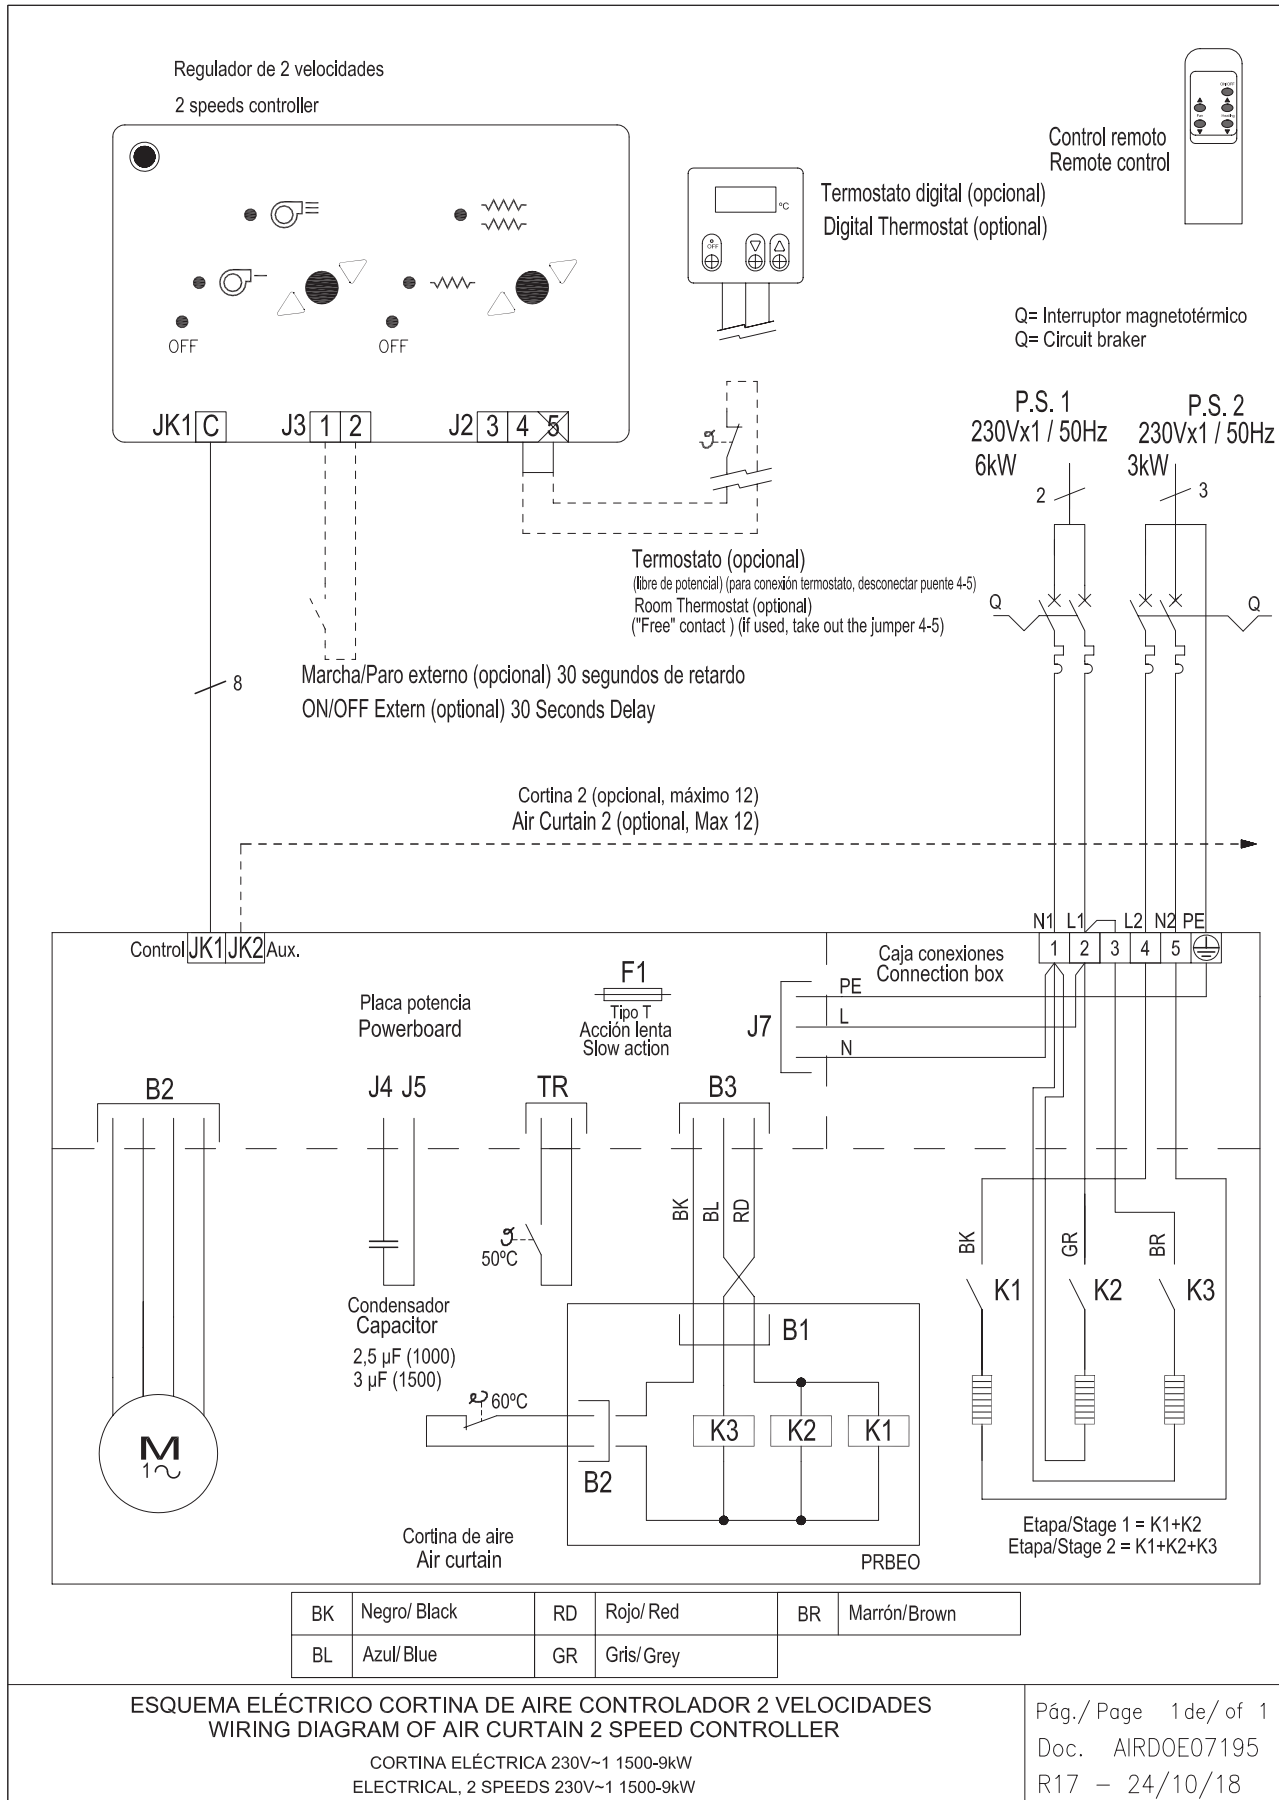 Regulador de 2 velocidades
2 speeds controller
OFF
OFF
JK1 C
J3 1 2
J2 3 4 5
°C
OFF
Termostato digital (opcional)
Digital Thermostat (optional)
Control remoto
Remote control
ON/OFF
Fan
Heating
Q= Interruptor magnetotérmico
Q= Circuit braker
P.S. 1
230Vx1 / 50Hz
6kW
P.S. 2
230Vx1 / 50Hz
3kW
2
3
Q
Q
Termostato (opcional)
(libre de potencial) (para conexión termostato, desconectar puente 4-5)
Room Thermostat (optional)
("Free" contact ) (if used, take out the jumper 4-5)
8
Marcha/Paro externo (opcional) 30 segundos de retardo
ON/OFF Extern (optional) 30 Seconds Delay
Cortina 2 (opcional, máximo 12)
Air Curtain 2 (optional, Max 12)
Control JK1 JK2 Aux.
N1 L1 L2 N2 PE
1 2 3 4 5
Caja conexiones
Connection box
Placa potencia
Powerboard
F1
Tipo T
Acción lenta
Slow action
J7
PE
L
N
B2
J4 J5
TR
B3
BK
BL
RD
50ºC
Condensador
Capacitor
2,5 µF (1000)
3 µF (1500)
60ºC
B1
K3
K2
K1
B2
M
1
BK
K1
GR
K2
BR
K3
Cortina de aire
Air curtain
PRBEO
Etapa/Stage 1 = K1+K2
Etapa/Stage 2 = K1+K2+K3
BK Negro/ Black RD Rojo/ Red BR Marrón/Brown
BL Azul/ Blue GR Gris/ Grey
ESQUEMA ELÉCTRICO CORTINA DE AIRE CONTROLADOR 2 VELOCIDADES
WIRING DIAGRAM OF AIR CURTAIN 2 SPEED CONTROLLER
CORTINA ELÉCTRICA 230V~1 1500-9kW
ELECTRICAL, 2 SPEEDS 230V~1 1500-9kW
Pág./ Page 1 de/ of 1
Doc. AIRDOE07195
R17 - 24/10/18